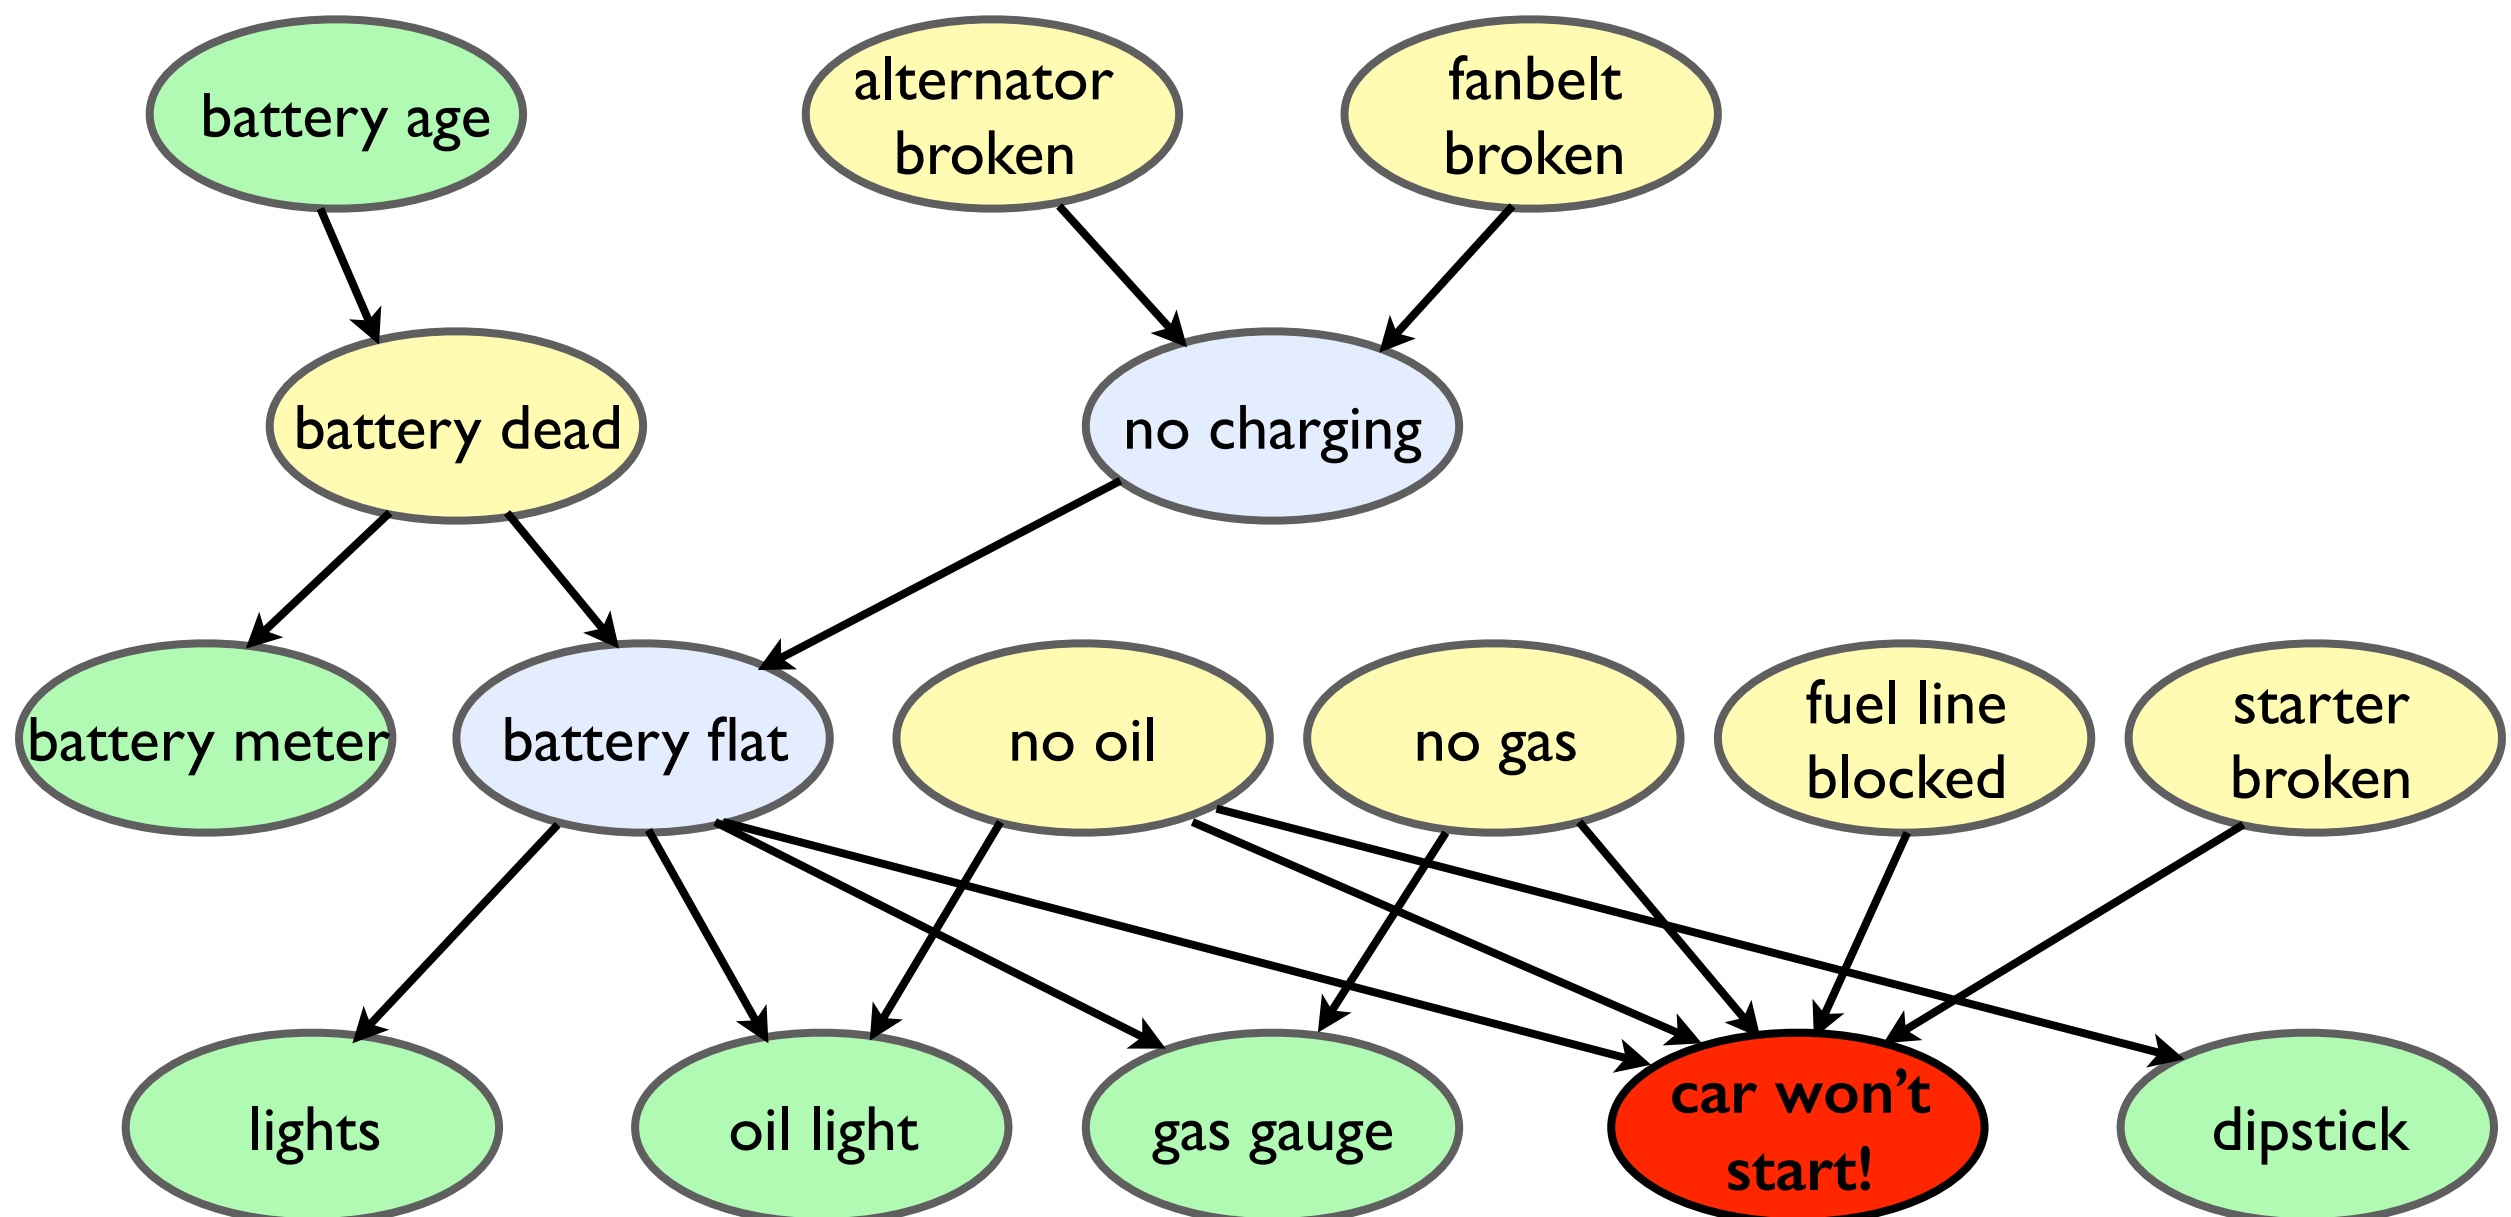 battery age
alternator
broken
fanbelt
broken
battery dead
no charging
battery meter
battery flat
no oil
no gas
fuel line
blocked
starter
broken
lights
oil light
gas gauge
car won't
start!
dipstick